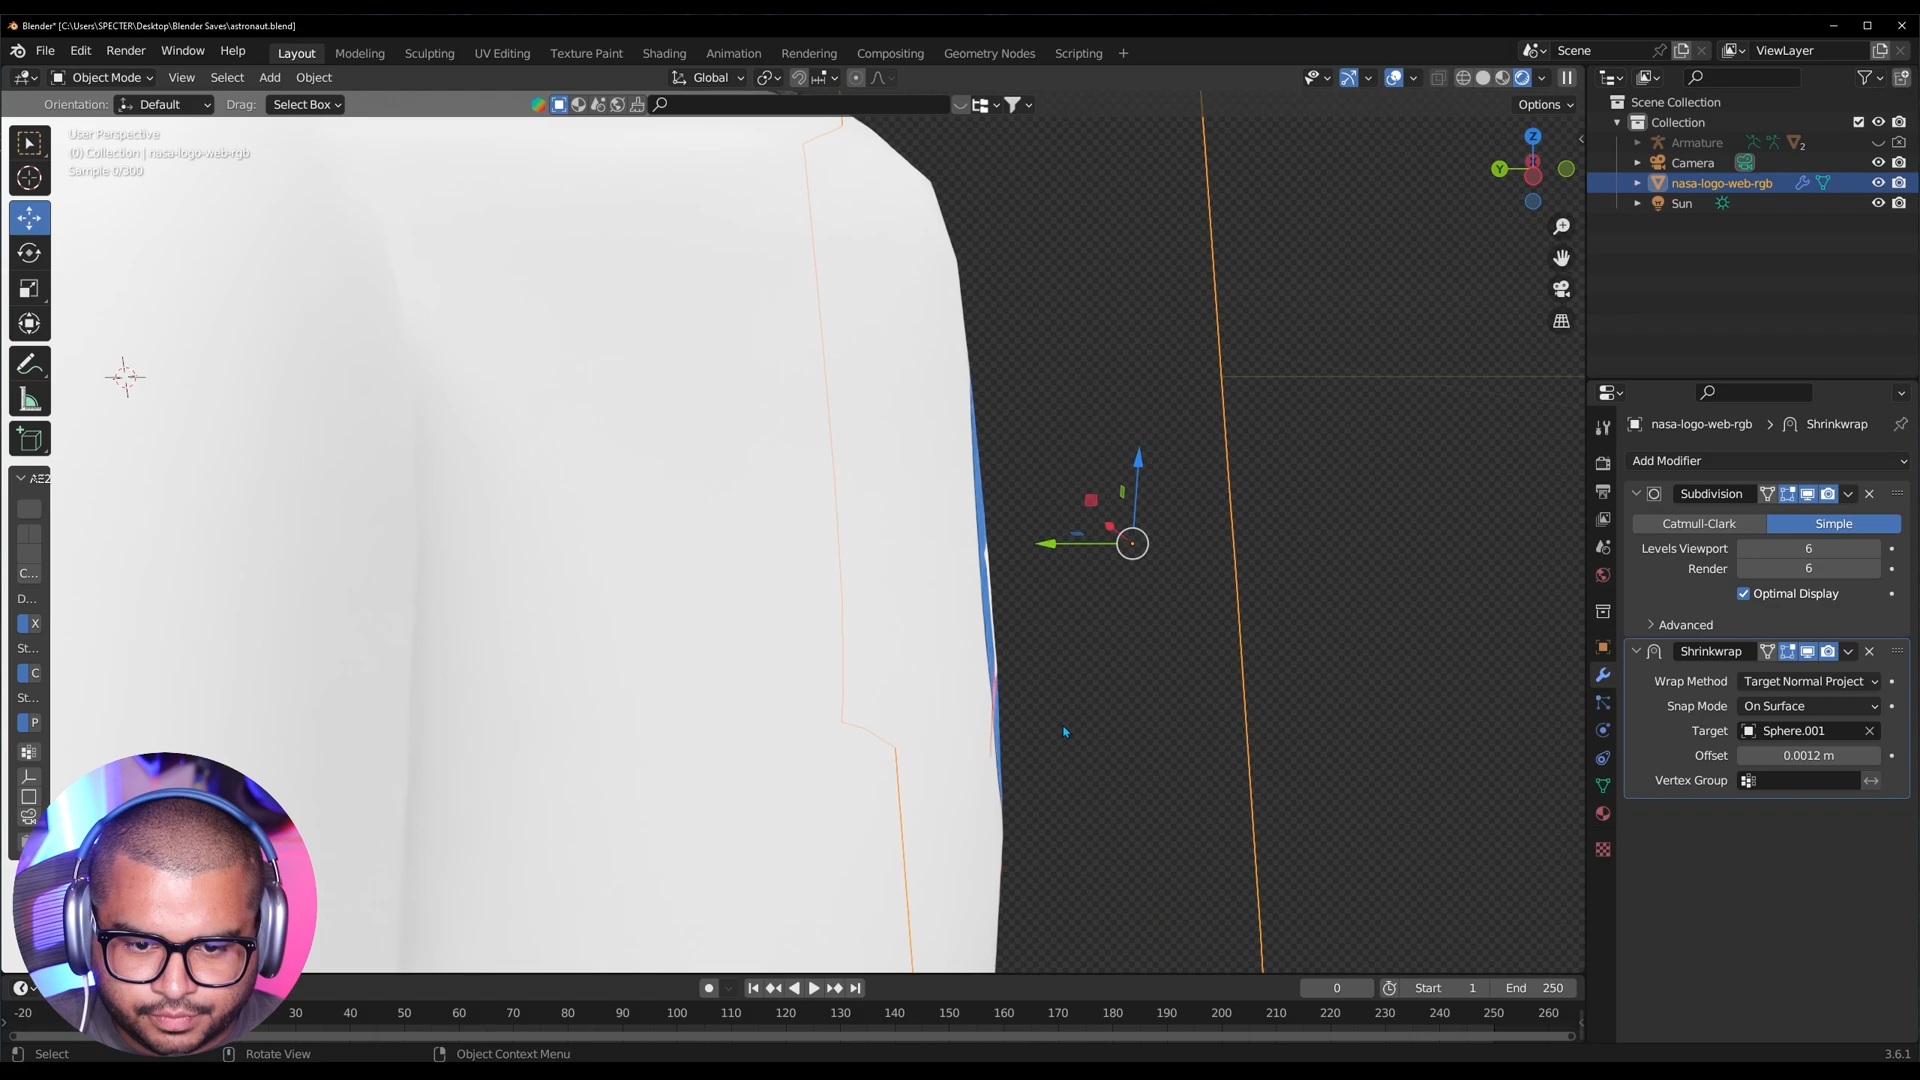 Blender* [C:\Users\SPECTER\Desktop\Blender Saves\astronaut.blend]
File Edit Render Window Help
Layout Modeling Sculpting UV Editing Texture Paint Shading Animation Rendering Compositing Geometry Nodes Scripting +
Scene
ViewLayer
Object Mode View Select Add Object
Global
Orientation: Default Drag: Select Box
Options
User Perspective
(0) Collection | nasa-logo-web-rgb
Sample 0/300
Z
Y
Scene Collection
Collection
Armature 2
Camera
nasa-logo-web-rgb
Sun
nasa-logo-web-rgb > Shrinkwrap
Add Modifier
Subdivision
Catmull-Clark Simple
Levels Viewport 6
Render 6
Optimal Display
Advanced
Shrinkwrap
Wrap Method Target Normal Project
Snap Mode On Surface
Target Sphere.001
Offset 0.0012 m
Vertex Group
AE2
C...
D...
X
St...
C
St...
P
0 Start 1 End 250
-20 30 40 50 60 70 80 90 100 110 120 130 140 150 160 170 180 190 200 210 220 230 240 250 260
Select Rotate View Object Context Menu
3.6.1